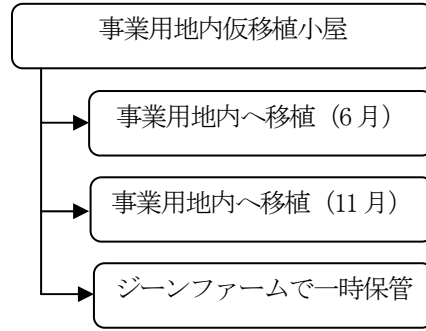 事業用地内仮移植小屋
事業用地内へ移植（6 月）
事業用地内へ移植（11 月）
ジーンファームで一時保管